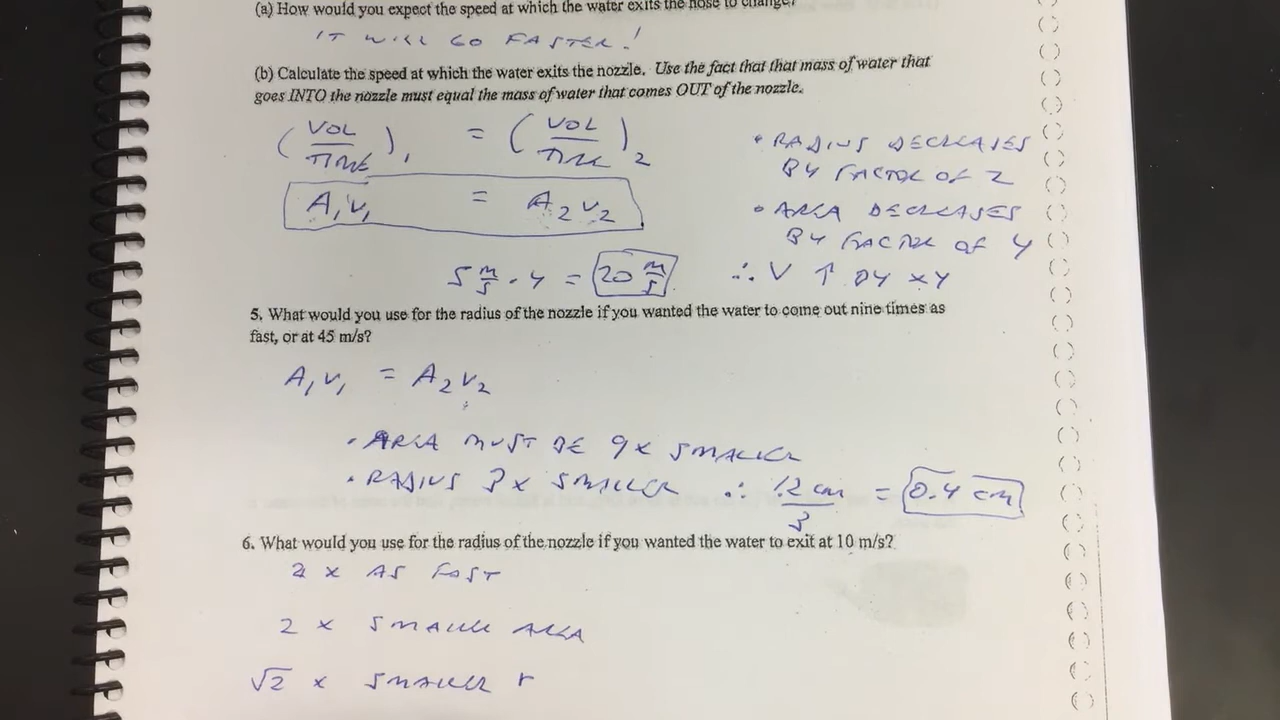 (a) How would you expect the speed at which the water exits the hose to change?
IT WILL GO FASTER!
(b) Calculate the speed at which the water exits the nozzle. Use the fact that that mass of water that
goes INTO the nozzle must equal the mass of water that comes OUT of the nozzle.
(VOL/TIME)₁ = (VOL/TIME)₂
A₁v₁ = A₂v₂
5 m/s · 4 = 20 m/s
• RADIUS DECREASES
BY FACTOR OF 2
• AREA DECREASES
BY FACTOR OF 4
∴ V ↑ BY x4
5. What would you use for the radius of the nozzle if you wanted the water to come out nine times as
fast, or at 45 m/s?
A₁v₁ = A₂v₂
• AREA MUST BE 9x SMALLER
• RADIUS 3x SMALLER ∴ 1.2 cm/3 = 0.4 cm
6. What would you use for the radius of the nozzle if you wanted the water to exit at 10 m/s?
2 x AS FAST
2 x SMALLER AREA
√2 x SMALLER r